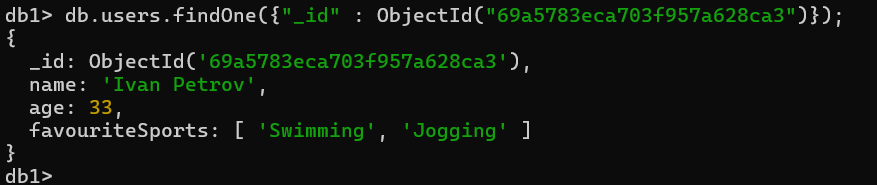 db1> db.users.findOne({"_id" : ObjectId("69a5783eca703f957a628ca3")});
{
  _id: ObjectId('69a5783eca703f957a628ca3'),
  name: 'Ivan Petrov',
  age: 33,
  favouriteSports: [ 'Swimming', 'Jogging' ]
}
db1>